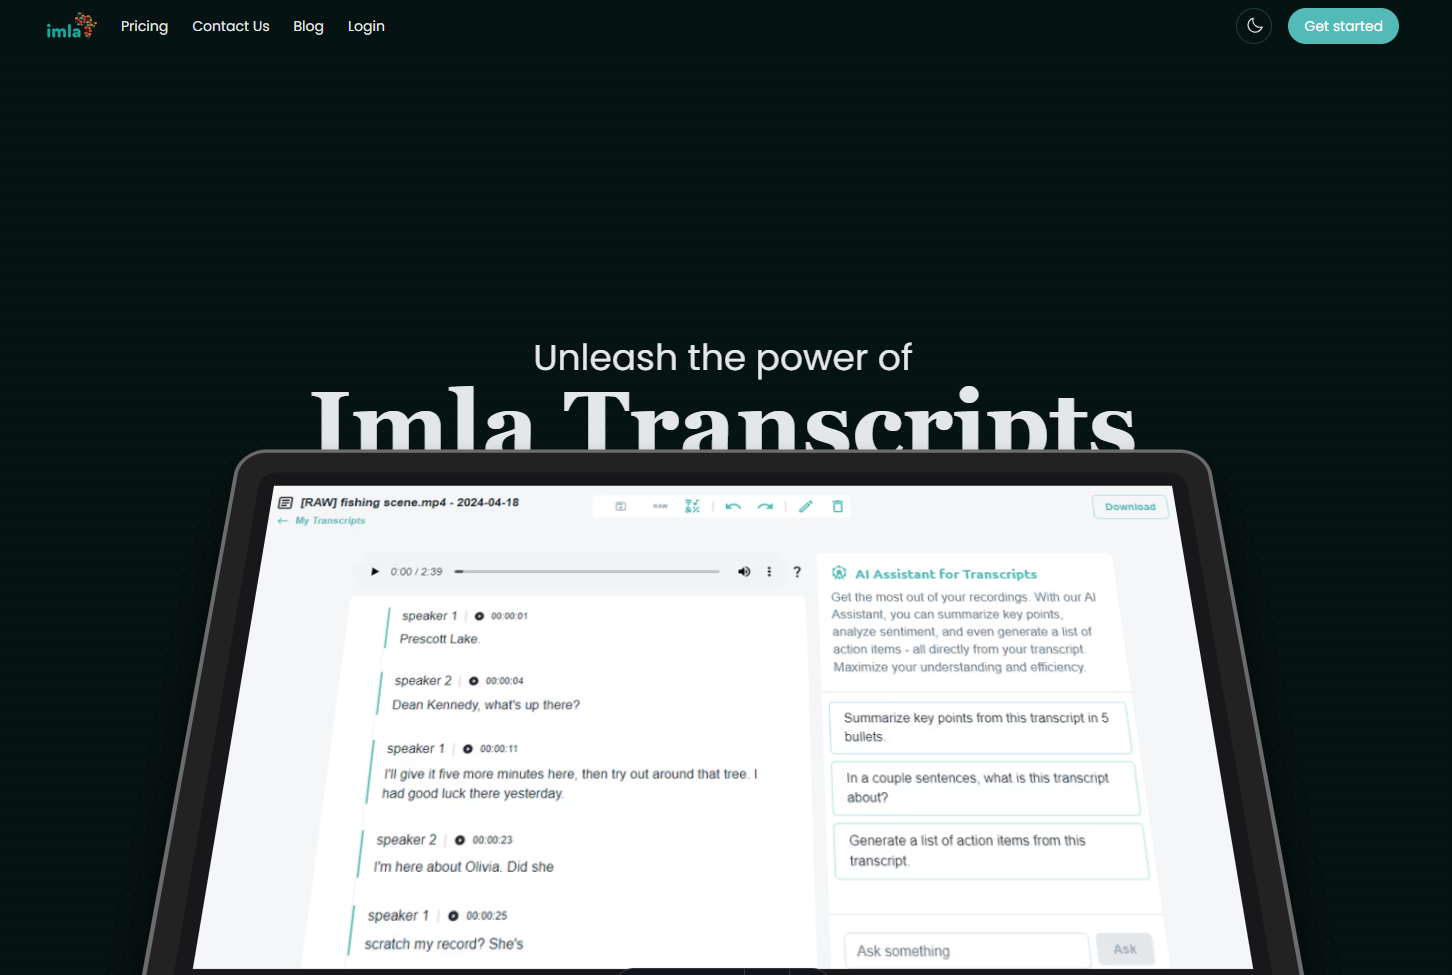 imla
Pricing
Contact Us
Blog
Login
Get started
Unleash the power of
Imla Transcripts
[RAW] fishing scene.mp4 - 2024-04-18
My Transcripts
RAW
Download
0:00 / 2:39
?
speaker 1 | 00:00:01
Prescott Lake.
speaker 2 | 00:00:04
Dean Kennedy, what's up there?
speaker 1 | 00:00:11
I'll give it five more minutes here, then try out around that tree. I
had good luck there yesterday.
speaker 2 | 00:00:23
I'm here about Olivia. Did she
speaker 1 | 00:00:25
scratch my record? She's
AI Assistant for Transcripts
Get the most out of your recordings. With our AI
Assistant, you can summarize key points,
analyze sentiment, and even generate a list of
action items - all directly from your transcript.
Maximize your understanding and efficiency.
Summarize key points from this transcript in 5
bullets.
In a couple sentences, what is this transcript
about?
Generate a list of action items from this
transcript.
Ask something
Ask